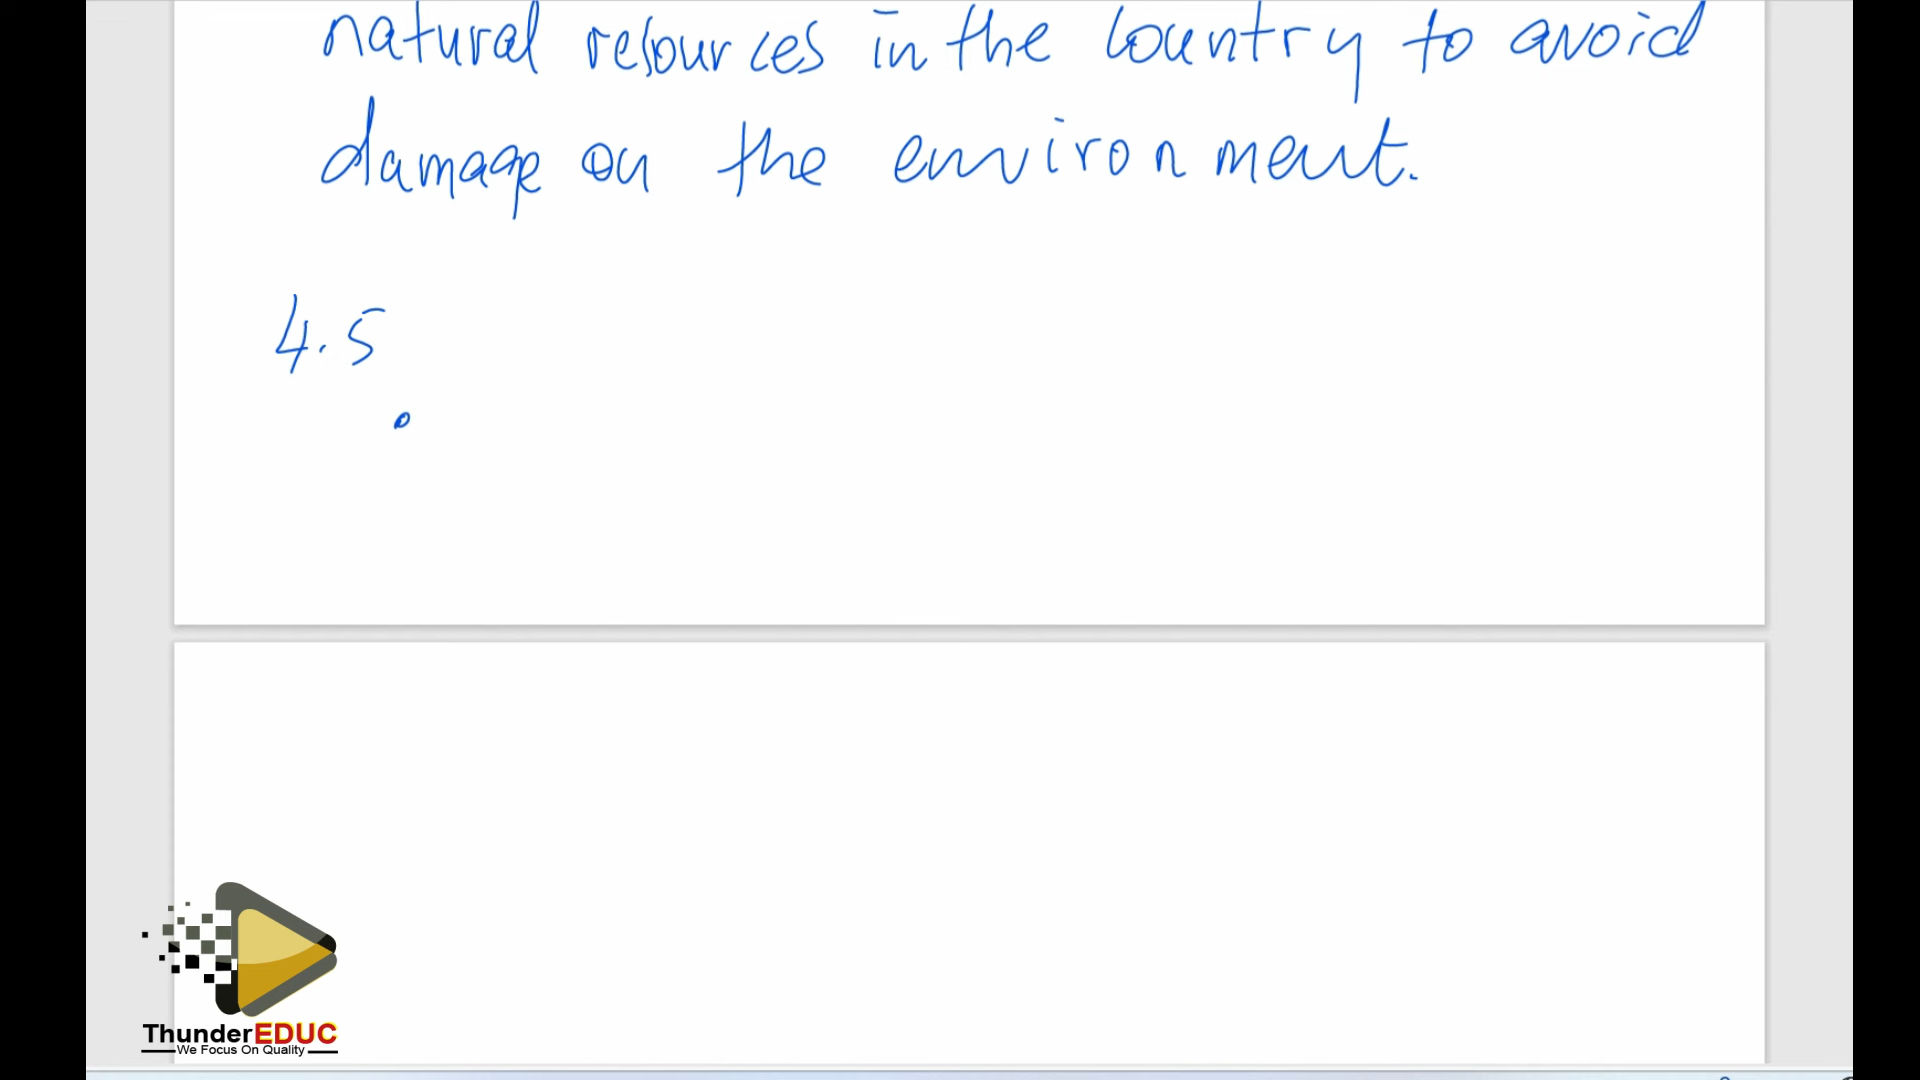 natural resources in the country to avoid
damage on the environment.
4.5
ThunderEDUC
We Focus On Quality